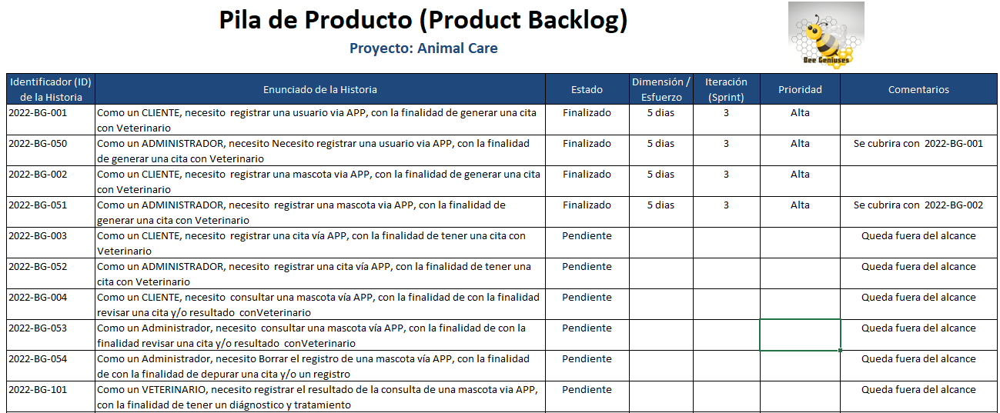 Pila de Producto (Product Backlog)
Proyecto: Animal Care
Bee Geniuses
Identificador (ID)
de la Historia
Enunciado de la Historia
Estado
Dimensión /
Esfuerzo
Iteración
(Sprint)
Prioridad
Comentarios
2022-BG-001
Como un CLIENTE, necesito registrar una usuario via APP, con la finalidad de generar una cita
con Veterinario
Finalizado
5 dias
3
Alta
2022-BG-050
Como un ADMINISTRADOR, necesito Necesito registrar una usuario via APP, con la finalidad
de generar una cita con Veterinario
Finalizado
5 dias
3
Alta
Se cubrira con 2022-BG-001
2022-BG-002
Como un CLIENTE, necesito registrar una mascota via APP, con la finalidad de generar una cita
con Veterinario
Finalizado
5 dias
3
Alta
2022-BG-051
Como un ADMINISTRADOR, necesito registrar una mascota via APP, con la finalidad de
generar una cita con Veterinario
Finalizado
5 dias
3
Alta
Se cubrira con 2022-BG-002
2022-BG-003
Como un CLIENTE, necesito registrar una cita vía APP, con la finalidad de tener una cita con
Veterinario
Pendiente
Queda fuera del alcance
2022-BG-052
Como un ADMINISTRADOR, necesito registrar una cita vía APP, con la finalidad de tener una
cita con Veterinario
Pendiente
Queda fuera del alcance
2022-BG-004
Como un CLIENTE, necesito consultar una mascota vía APP, con la finalidad de con la finalidad
revisar una cita y/o resultado conVeterinario
Pendiente
Queda fuera del alcance
2022-BG-053
Como un Administrador, necesito consultar una mascota vía APP, con la finalidad de con la
finalidad revisar una cita y/o resultado conVeterinario
Pendiente
Queda fuera del alcance
2022-BG-054
Como un Administrador, necesito Borrar el registro de una mascota vía APP, con la finalidad
de con la finalidad de depurar una cita y/o un registro
Pendiente
Queda fuera del alcance
2022-BG-101
Como un VETERINARIO, necesito registrar el resultado de la consulta de una mascota via APP,
con la finalidad de tener un diágnostico y tratamiento
Pendiente
Queda fuera del alcance